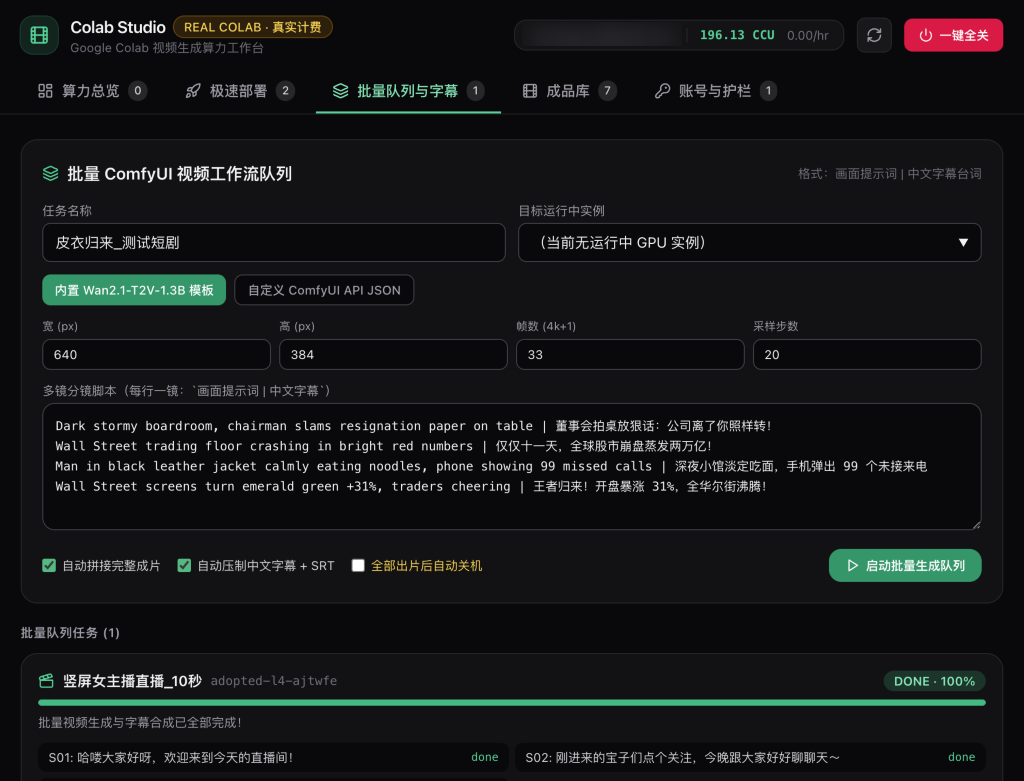 Colab Studio REAL COLAB · 真实计费
Google Colab 视频生成算力工作台
196.13 CCU 0.00/hr
一键全关
算力总览 0 极速部署 2 批量队列与字幕 1 成品库 7 账号与护栏 1
批量 ComfyUI 视频工作流队列
格式：画面提示词 | 中文字幕台词
任务名称 目标运行中实例
皮衣归来_测试短剧 （当前无运行中 GPU 实例）
内置 Wan2.1-T2V-1.3B 模板 自定义 ComfyUI API JSON
宽 (px) 高 (px) 帧数 (4k+1) 采样步数
640 384 33 20
多镜分镜脚本（每行一镜：`画面提示词 | 中文字幕`）
Dark stormy boardroom, chairman slams resignation paper on table | 董事会拍桌放狠话：公司离了你照样转！
Wall Street trading floor crashing in bright red numbers | 仅仅十一天，全球股市崩盘蒸发两万亿！
Man in black leather jacket calmly eating noodles, phone showing 99 missed calls | 深夜小馆淡定吃面，手机弹出 99 个未接来电
Wall Street screens turn emerald green +31%, traders cheering | 王者归来！开盘暴涨 31%，全华尔街沸腾！
自动拼接完整成片 自动压制中文字幕 + SRT 全部出片后自动关机
启动批量生成队列
批量队列任务 (1)
竖屏女主播直播_10秒 adopted-l4-ajtwfe
DONE · 100%
批量视频生成与字幕合成已全部完成！
S01: 哈喽大家好呀，欢迎来到今天的直播间！ done S02: 刚进来的宝子们点个关注，今晚跟大家好好聊聊天～ done